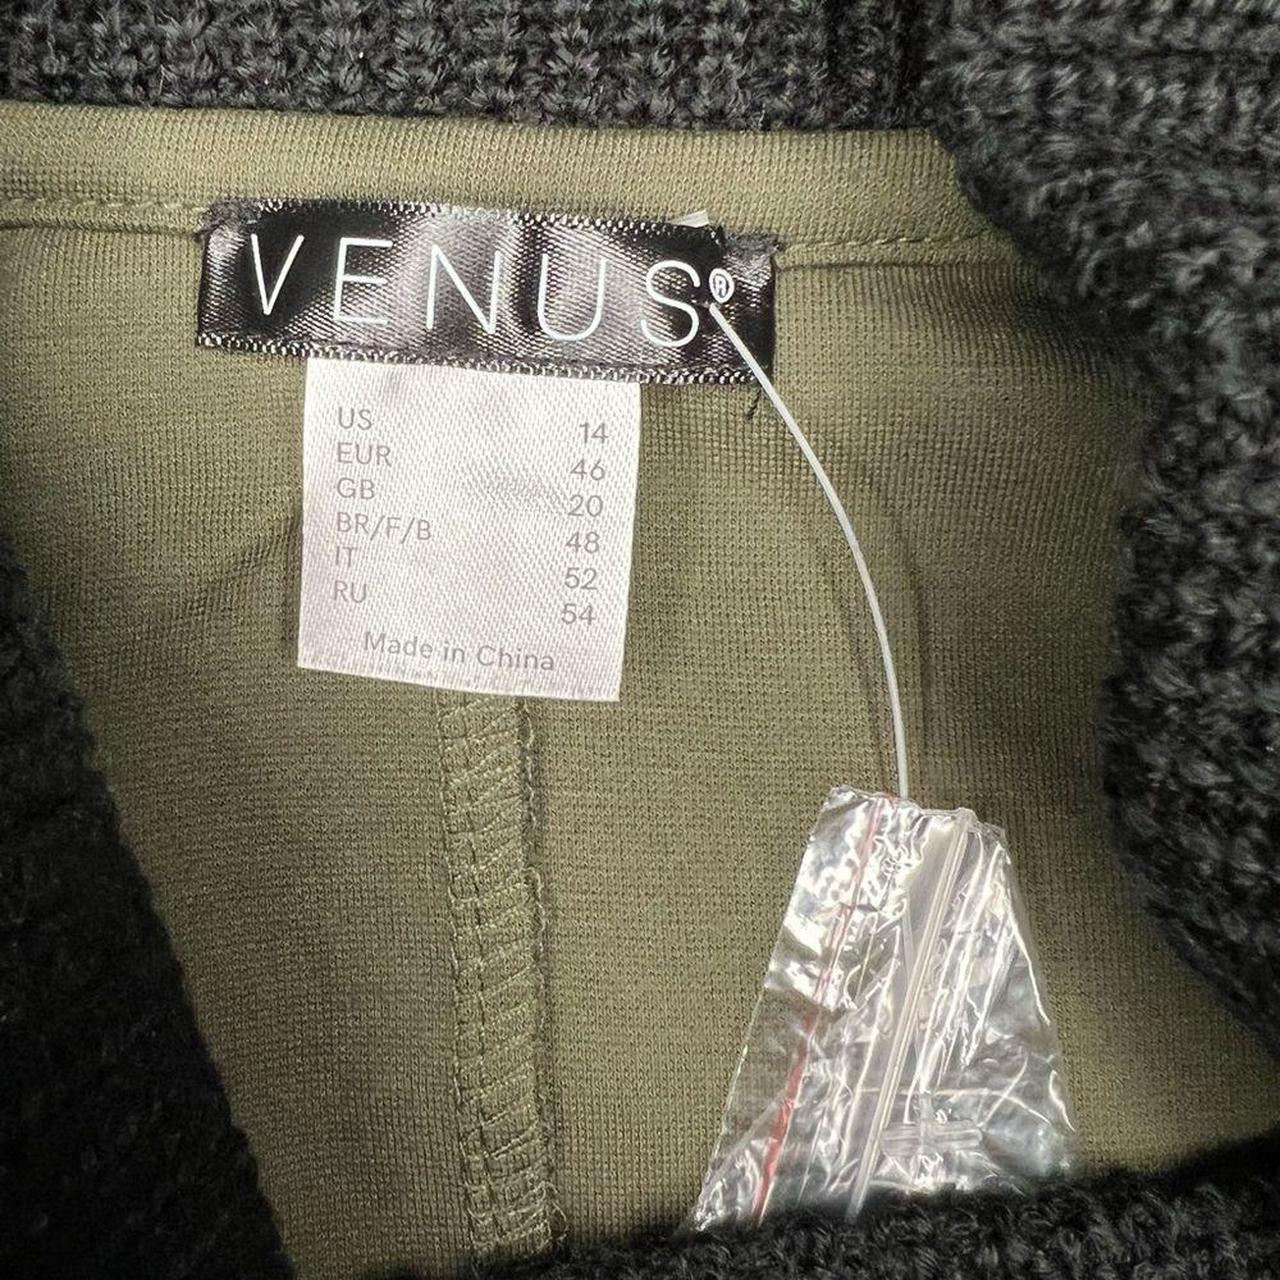 VENUS®
US 14
EUR 46
GB 20
BR/F/B 48
IT 52
RU 54
Made in China